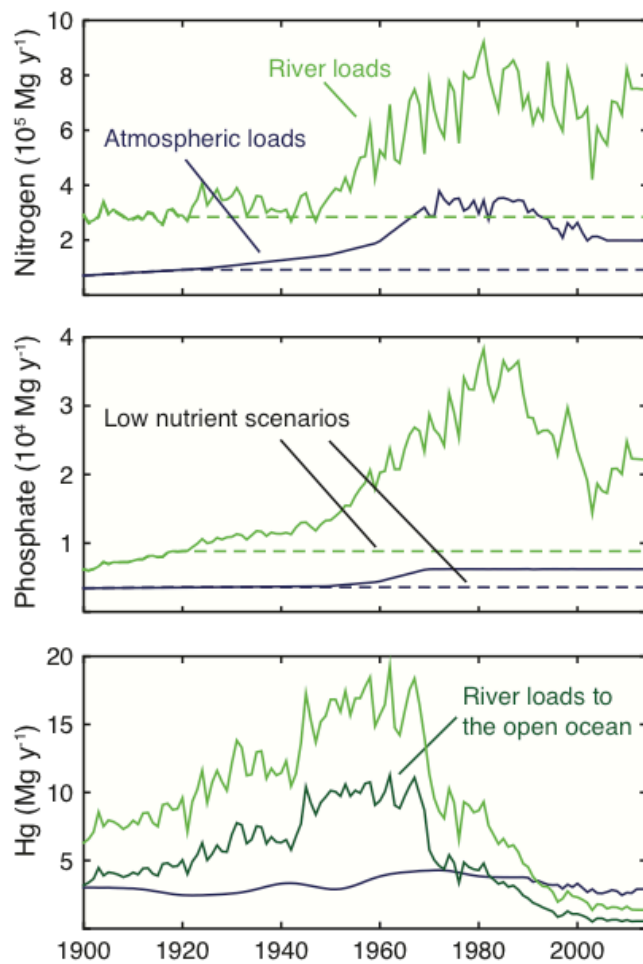 10
8
6
4
2
Nitrogen (10⁵ Mg y⁻¹)
River loads
Atmospheric loads
4
3
2
1
Phosphate (10⁴ Mg y⁻¹)
Low nutrient scenarios
20
15
10
5
Hg (Mg y⁻¹)
River loads to
the open ocean
1900 1920 1940 1960 1980 2000